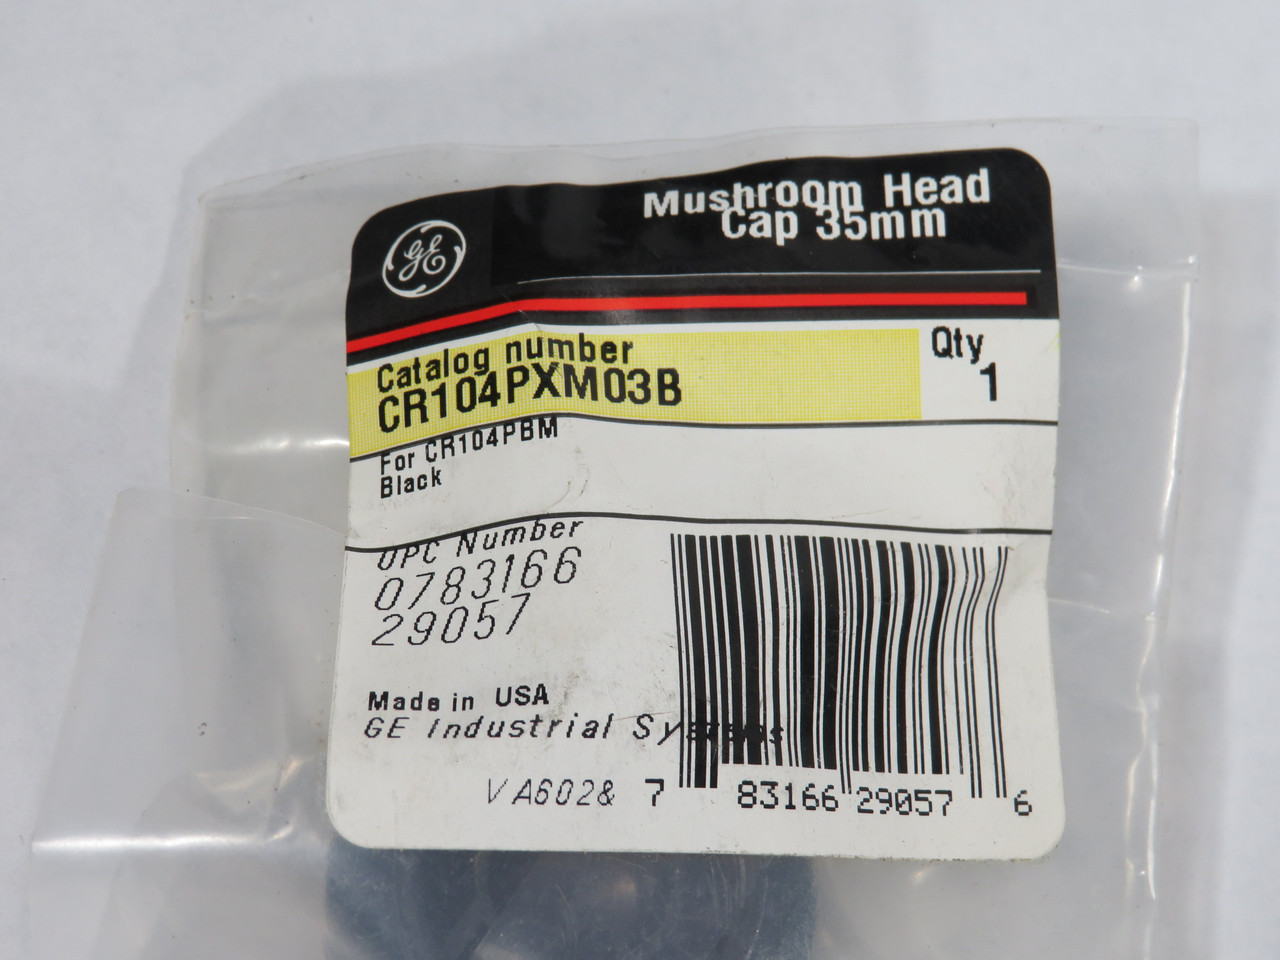 GE
Mushroom Head
Cap 35mm
Catalog number
CR104PXM03B
Qty
1
For CR104PBM
Black
UPC Number
0783166
29057
Made in USA
GE Industrial Systems
VA602& 7 83166 29057 6